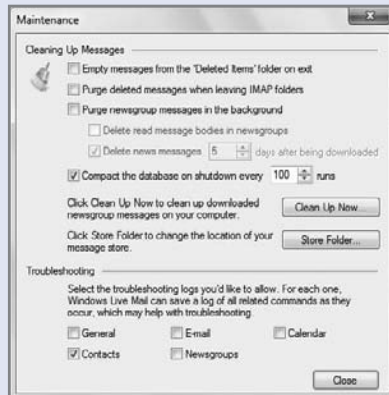 Maintenance
Cleaning Up Messages
Empty messages from the 'Deleted Items' folder on exit
Purge deleted messages when leaving IMAP folders
Purge newsgroup messages in the background
Delete read message bodies in newsgroups
Delete news messages 5 days after being downloaded
Compact the database on shutdown every 100 runs
Click Clean Up Now to clean up downloaded
newsgroup messages on your computer.
Clean Up Now...
Click Store Folder to change the location of your
message store.
Store Folder...
Troubleshooting
Select the troubleshooting logs you'd like to allow. For each one,
Windows Live Mail can save a log of all related commands as they
occur, which may help with troubleshooting.
General E-mail Calendar
Contacts Newsgroups
Close